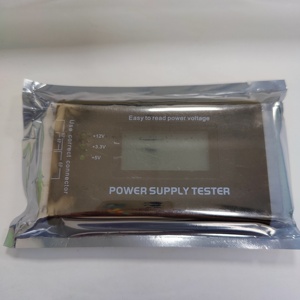 Easy to read power voltage
Use correct connector
+12V
+3.3V
+5V
POWER SUPPLY TESTER